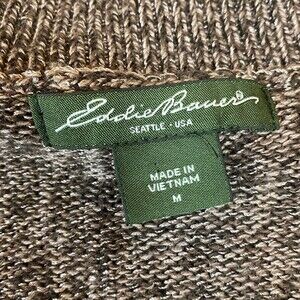 Eddie Bauer®
SEATTLE · USA
MADE IN
VIETNAM
M